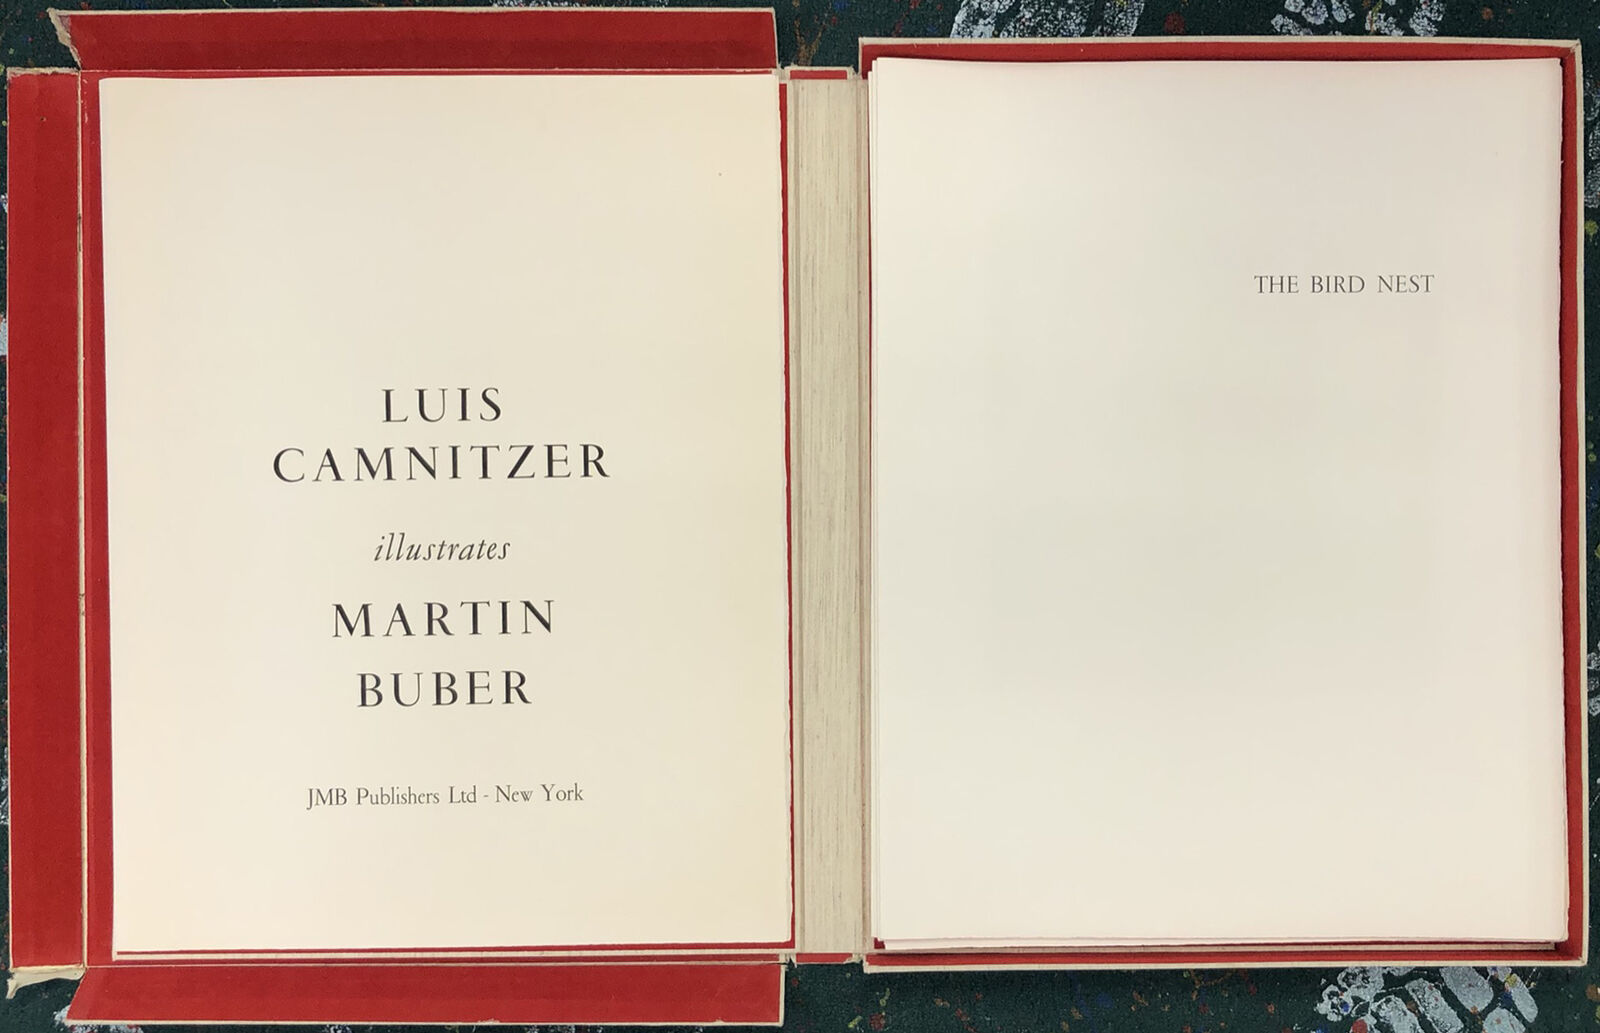 LUIS
CAMNITZER
illustrates
MARTIN
BUBER
JMB Publishers Ltd - New York
THE BIRD NEST